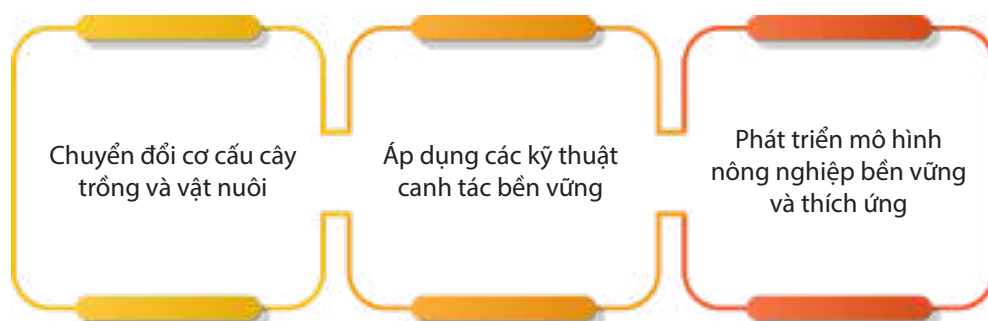 Chuyển đổi cơ cấu cây
trồng và vật nuôi
Áp dụng các kỹ thuật
canh tác bền vững
Phát triển mô hình
nông nghiệp bền vững
và thích ứng